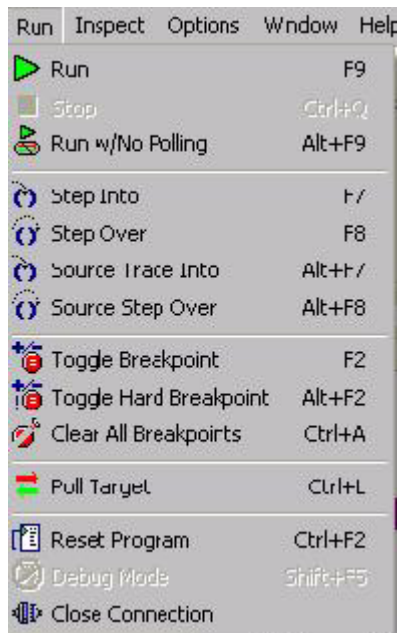 Run Inspect Options Window Help
Run F9
Stop Ctrl+Q
Run w/No Polling Alt+F9
Step Into F7
Step Over F8
Source Trace Into Alt+F7
Source Step Over Alt+F8
Toggle Breakpoint F2
Toggle Hard Breakpoint Alt+F2
Clear All Breakpoints Ctrl+A
Pull Target Ctrl+L
Reset Program Ctrl+F2
Debug Mode Shift+F5
Close Connection